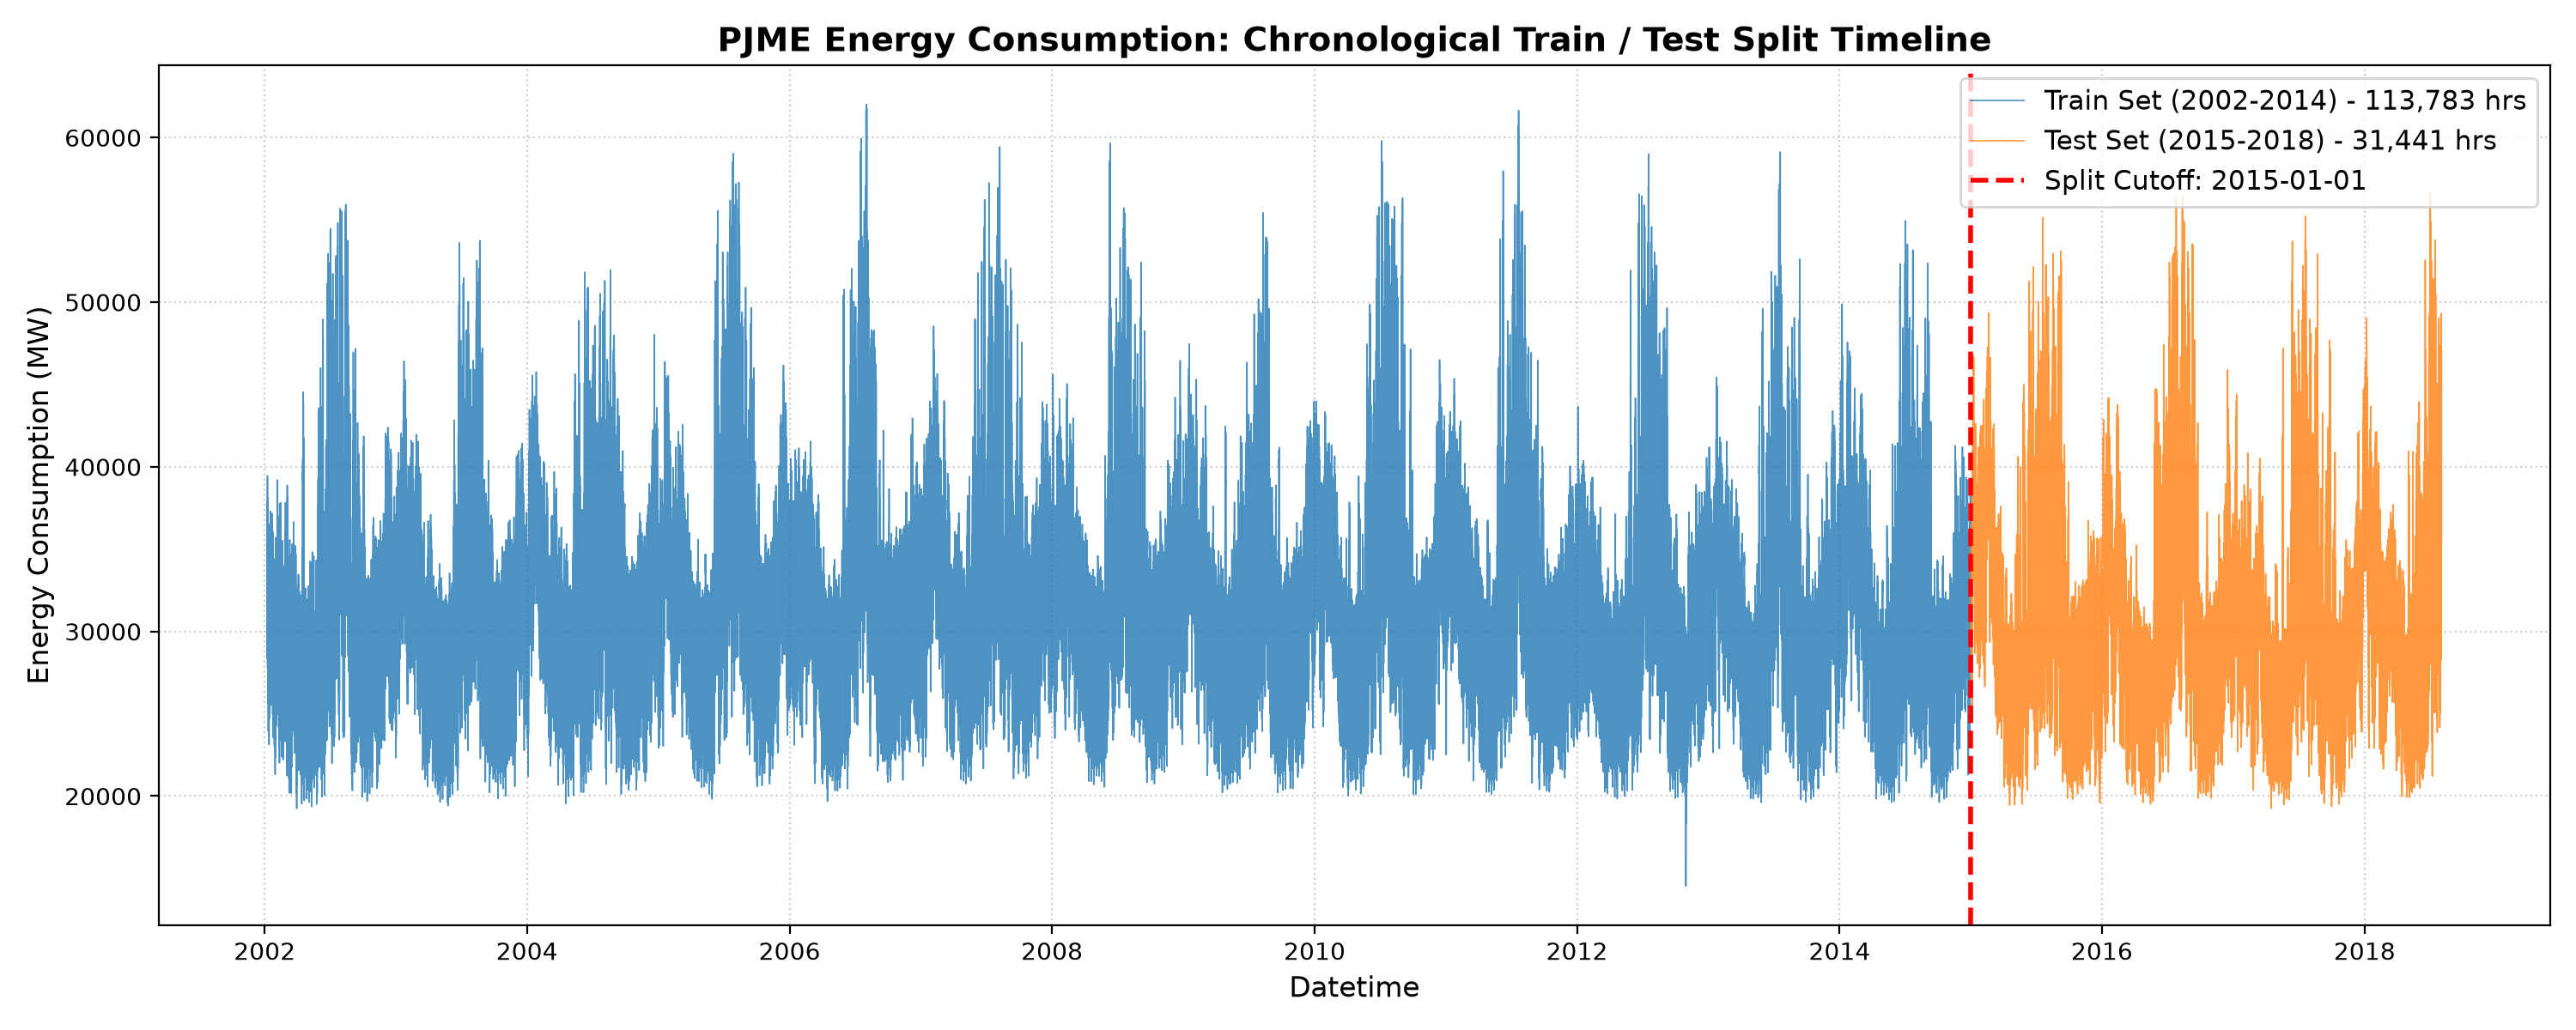 PJME Energy Consumption: Chronological Train / Test Split Timeline
Train Set (2002-2014) - 113,783 hrs
Test Set (2015-2018) - 31,441 hrs
Split Cutoff: 2015-01-01
Energy Consumption (MW)
60000
50000
40000
30000
20000
2002
2004
2006
2008
2010
2012
2014
2016
2018
Datetime